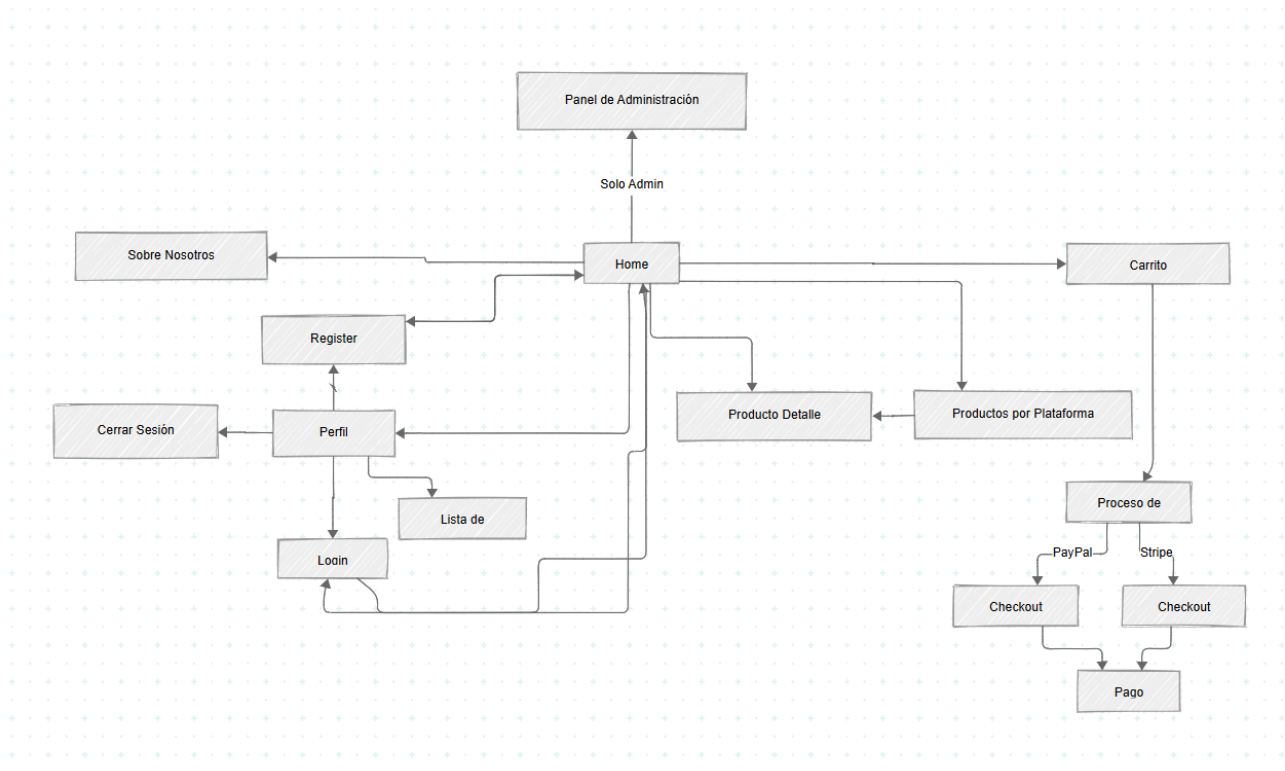 Panel de Administración
Solo Admin
Sobre Nosotros
Home
Carrito
Register
Cerrar Sesión
Perfil
Producto Detalle
Productos por Plataforma
Lista de
Proceso de
Login
PayPal
Stripe
Checkout
Checkout
Pago